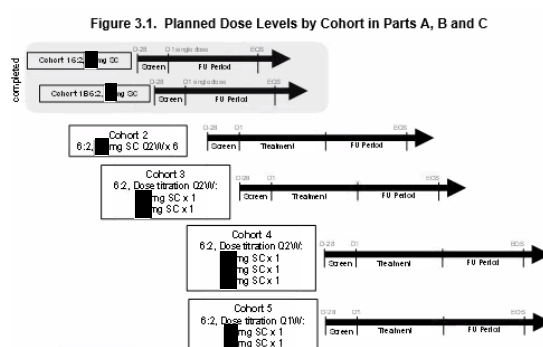 Figure 3.1. Planned Dose Levels by Cohort in Parts A, B and C
completed
Cohort 1 6:2, mg SC
D-28 D1 single dose EOS
Screen FU Period
Cohort 1B 6:2, mg SC
D-28 D1 single dose EOS
Screen FU Period
Cohort 2
6:2, mg SC Q2W x 6
D-28 D1 EOS
Screen Treatment FU Period
Cohort 3
6:2, Dose titration Q2W:
mg SC x 1
mg SC x 1
D-28 D1 EOS
Screen Treatment FU Period
Cohort 4
6:2, Dose titration Q2W:
mg SC x 1
mg SC x 1
mg SC x 1
D-28 D1 EOS
Screen Treatment FU Period
Cohort 5
6:2, Dose titration Q1W:
mg SC x 1
mg SC x 1
D-28 D1 EOS
Screen Treatment FU Period